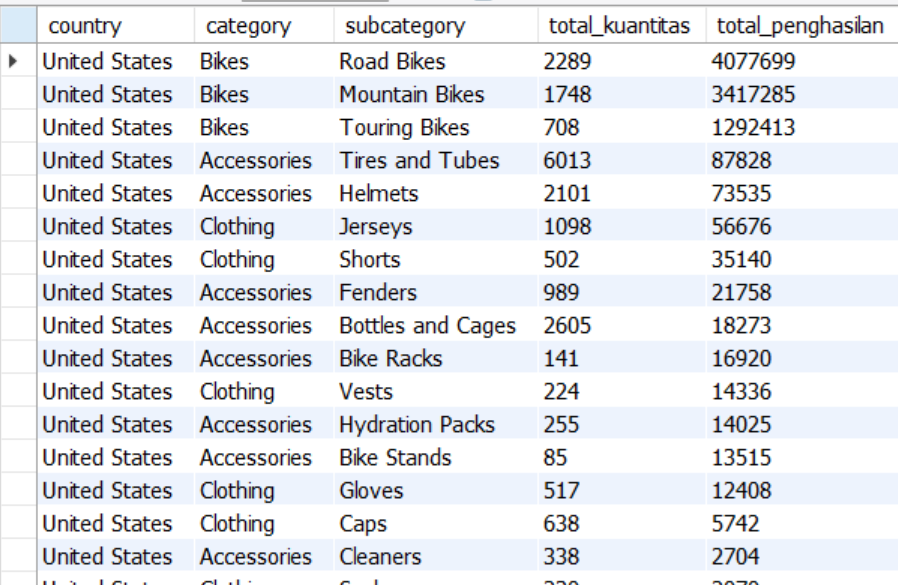 country category subcategory total_kuantitas total_penghasilan
United States Bikes Road Bikes 2289 4077699
United States Bikes Mountain Bikes 1748 3417285
United States Bikes Touring Bikes 708 1292413
United States Accessories Tires and Tubes 6013 87828
United States Accessories Helmets 2101 73535
United States Clothing Jerseys 1098 56676
United States Clothing Shorts 502 35140
United States Accessories Fenders 989 21758
United States Accessories Bottles and Cages 2605 18273
United States Accessories Bike Racks 141 16920
United States Clothing Vests 224 14336
United States Accessories Hydration Packs 255 14025
United States Accessories Bike Stands 85 13515
United States Clothing Gloves 517 12408
United States Clothing Caps 638 5742
United States Accessories Cleaners 338 2704
United States Clothing